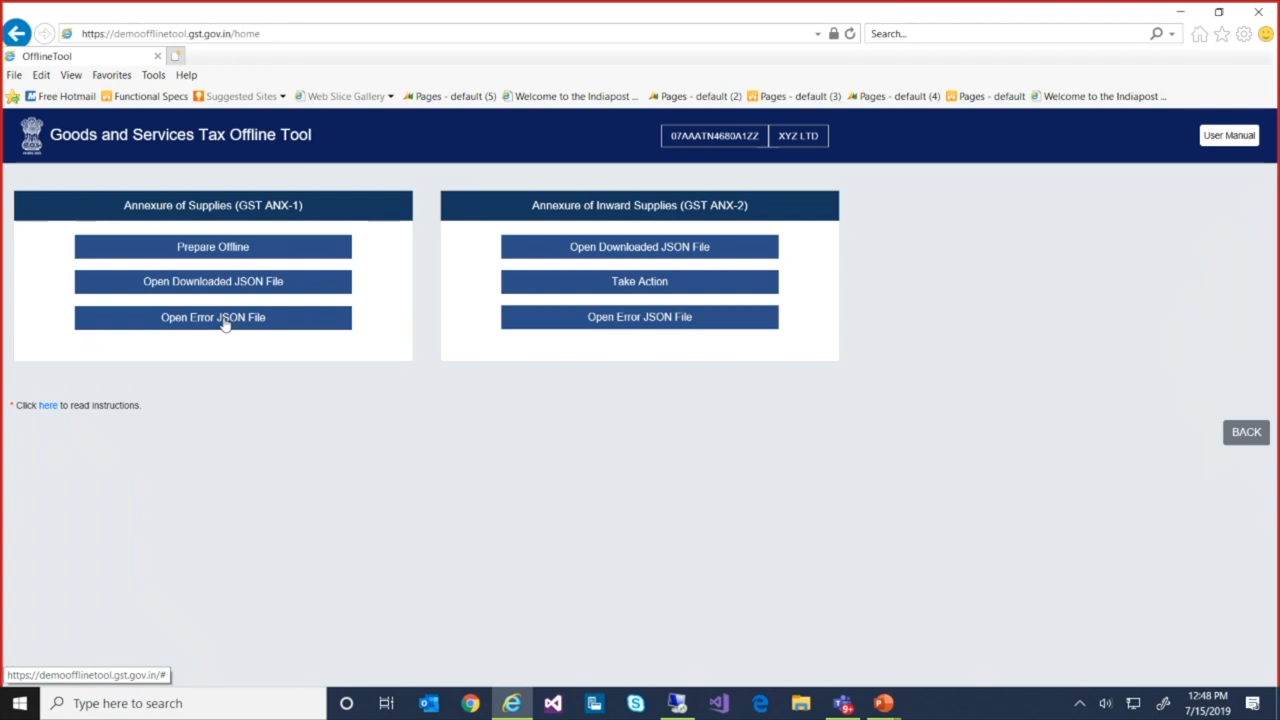 https://demoofflinetool.gst.gov.in/home
Search...
OfflineTool
File Edit View Favorites Tools Help
Free Hotmail Functional Specs Suggested Sites Web Slice Gallery Pages - default (5) Welcome to the Indiapost ... Pages - default (2) Pages - default (3) Pages - default (4) Pages - default Welcome to the Indiapost ...
Goods and Services Tax Offline Tool
07AAATN4680A1ZZ XYZ LTD
User Manual
Annexure of Supplies (GST ANX-1)
Prepare Offline
Open Downloaded JSON File
Open Error JSON File
Annexure of Inward Supplies (GST ANX-2)
Open Downloaded JSON File
Take Action
Open Error JSON File
* Click here to read instructions.
BACK
https://demoofflinetool.gst.gov.in/#
Type here to search
9+
12:48 PM
7/15/2019